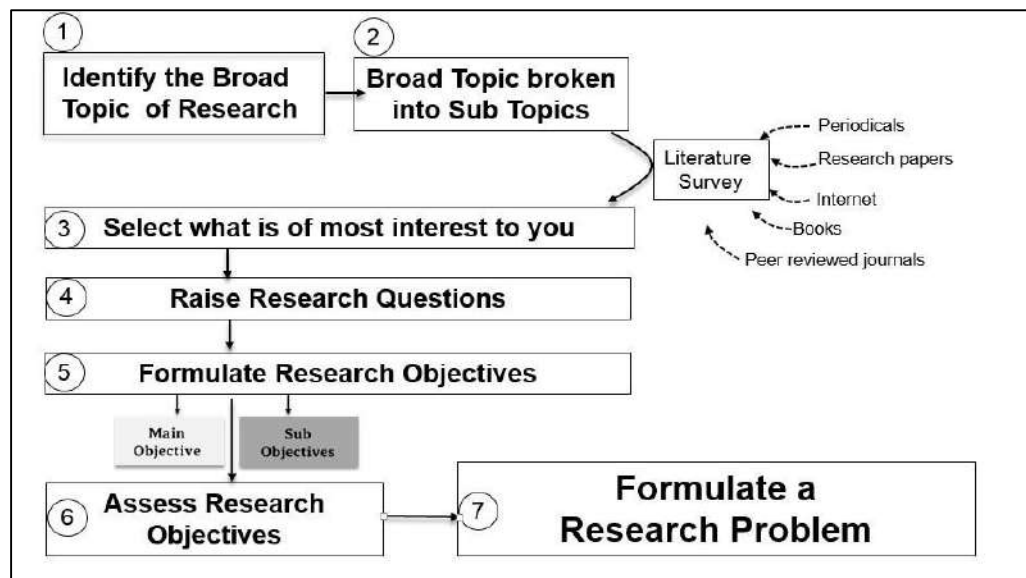 1
Identify the Broad
Topic of Research
2
Broad Topic broken
into Sub Topics
Literature
Survey
Periodicals
Research papers
Internet
Books
Peer reviewed journals
3
Select what is of most interest to you
4
Raise Research Questions
5
Formulate Research Objectives
Main
Objective
Sub
Objectives
6
Assess Research
Objectives
7
Formulate a
Research Problem